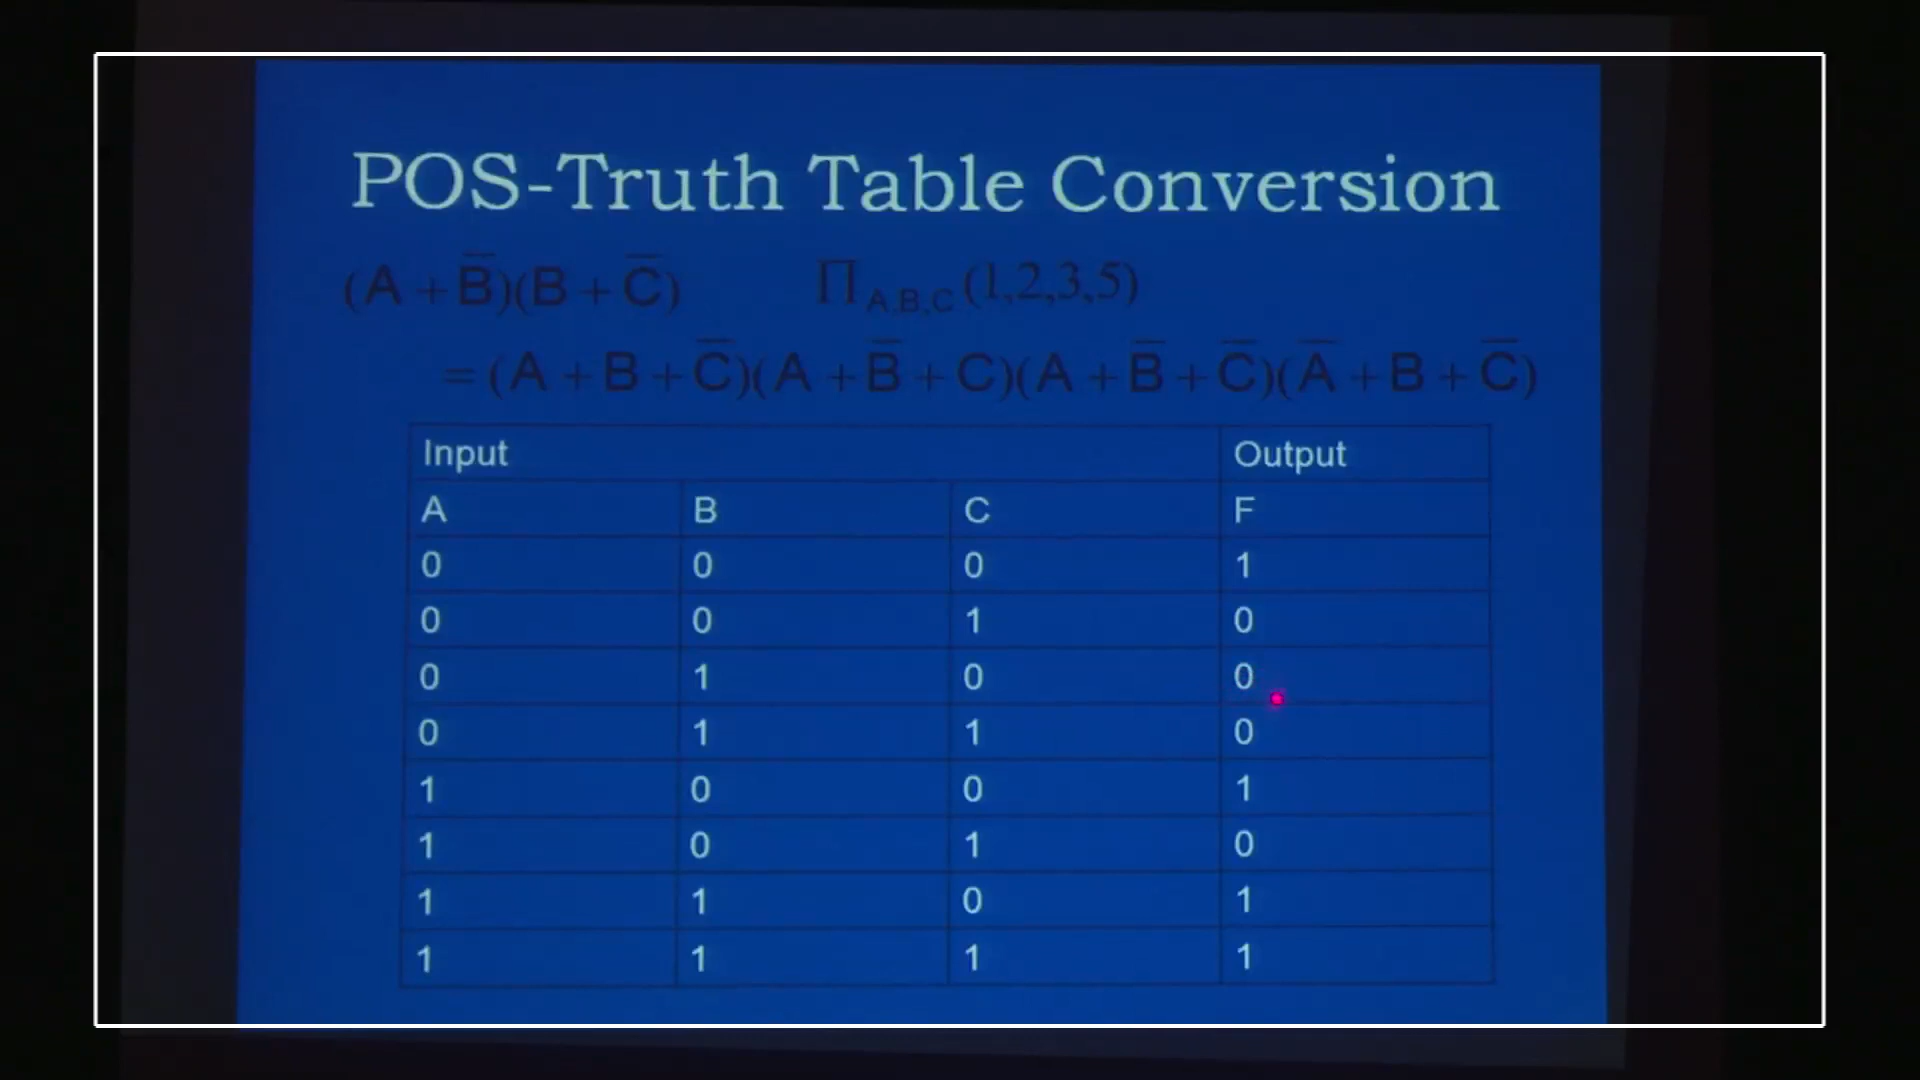 POS-Truth Table Conversion
(A + B̅)(B + C̅) ∏A,B,C(1,2,3,5)
= (A + B + C̅)(A + B̅ + C)(A + B̅ + C̅)(A̅ + B + C̅)
Input Output
A B C F
0 0 0 1
0 0 1 0
0 1 0 0
0 1 1 0
1 0 0 1
1 0 1 0
1 1 0 1
1 1 1 1